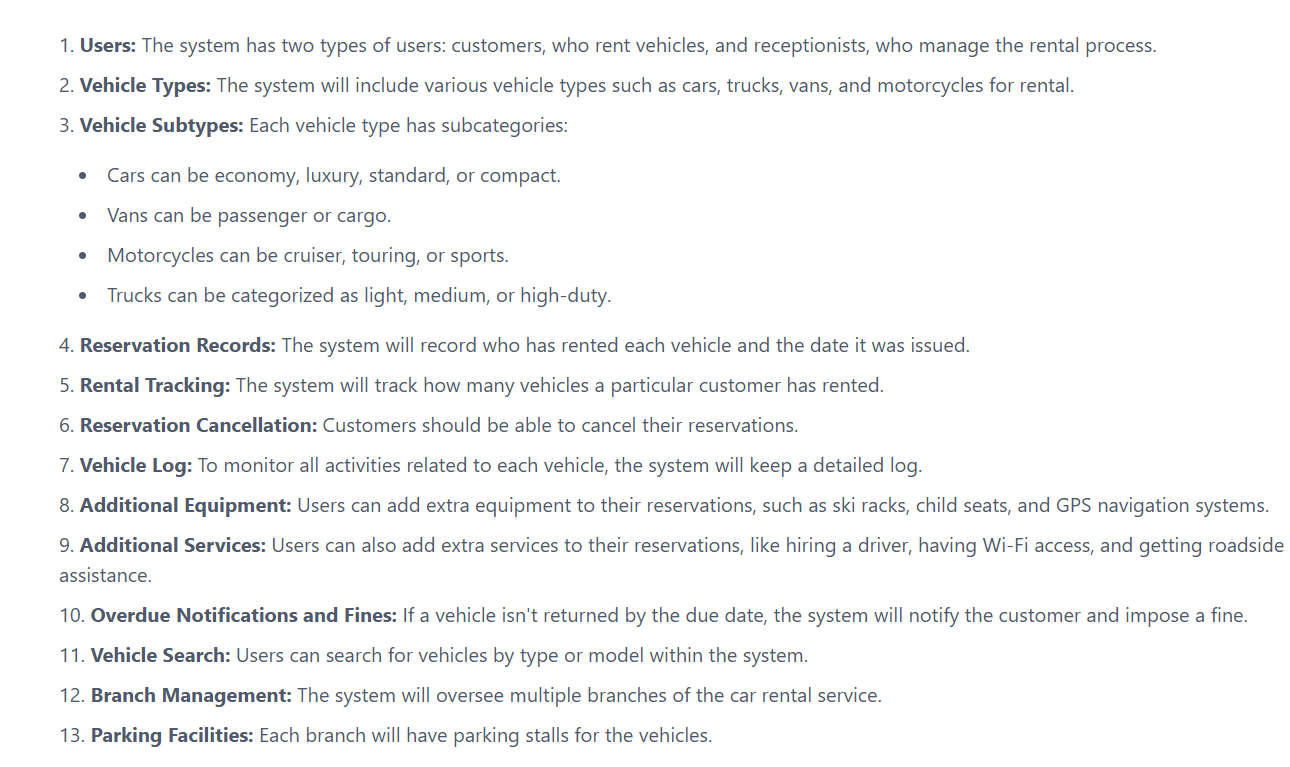 1. Users: The system has two types of users: customers, who rent vehicles, and receptionists, who manage the rental process.
2. Vehicle Types: The system will include various vehicle types such as cars, trucks, vans, and motorcycles for rental.
3. Vehicle Subtypes: Each vehicle type has subcategories:
• Cars can be economy, luxury, standard, or compact.
• Vans can be passenger or cargo.
• Motorcycles can be cruiser, touring, or sports.
• Trucks can be categorized as light, medium, or high-duty.
4. Reservation Records: The system will record who has rented each vehicle and the date it was issued.
5. Rental Tracking: The system will track how many vehicles a particular customer has rented.
6. Reservation Cancellation: Customers should be able to cancel their reservations.
7. Vehicle Log: To monitor all activities related to each vehicle, the system will keep a detailed log.
8. Additional Equipment: Users can add extra equipment to their reservations, such as ski racks, child seats, and GPS navigation systems.
9. Additional Services: Users can also add extra services to their reservations, like hiring a driver, having Wi-Fi access, and getting roadside
assistance.
10. Overdue Notifications and Fines: If a vehicle isn't returned by the due date, the system will notify the customer and impose a fine.
11. Vehicle Search: Users can search for vehicles by type or model within the system.
12. Branch Management: The system will oversee multiple branches of the car rental service.
13. Parking Facilities: Each branch will have parking stalls for the vehicles.